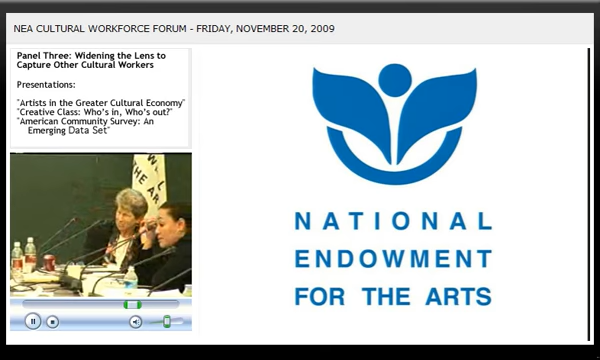 NEA CULTURAL WORKFORCE FORUM - FRIDAY, NOVEMBER 20, 2009
Panel Three: Widening the Lens to
Capture Other Cultural Workers
Presentations:
"Artists in the Greater Cultural Economy"
"Creative Class: Who's in, Who's out?"
"American Community Survey: An
Emerging Data Set"
THE AR
NATIONAL
ENDOWMENT
FOR THE ARTS